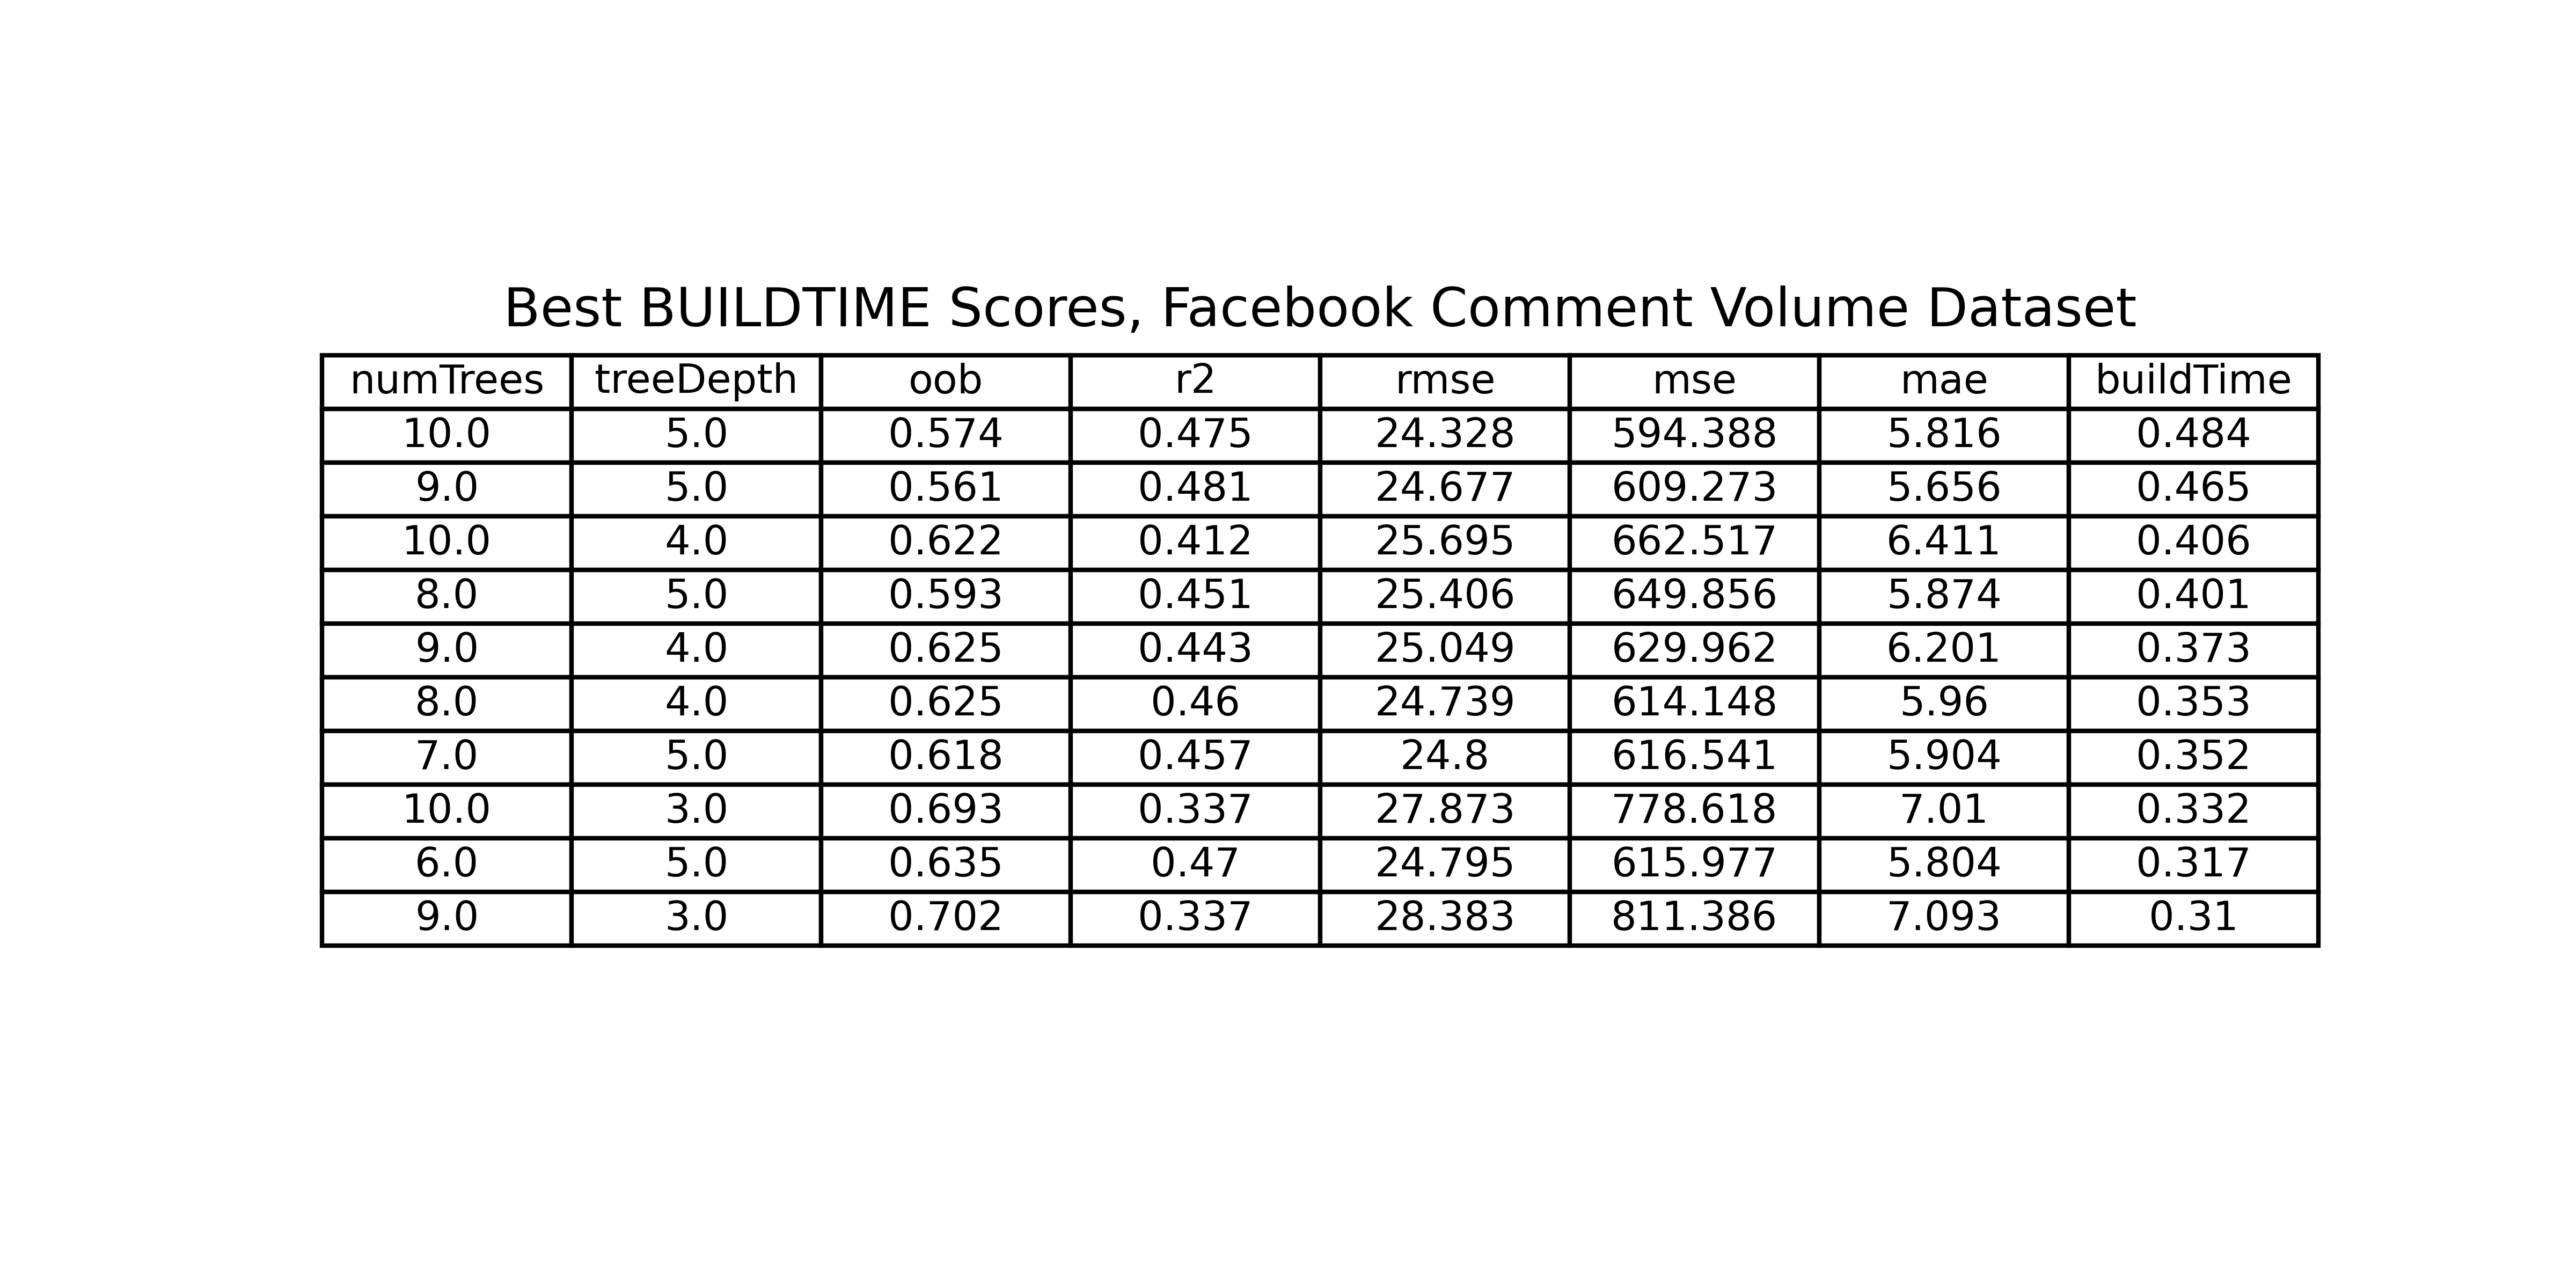 Best BUILDTIME Scores, Facebook Comment Volume Dataset
numTrees treeDepth oob r2 rmse mse mae buildTime
10.0 5.0 0.574 0.475 24.328 594.388 5.816 0.484
9.0 5.0 0.561 0.481 24.677 609.273 5.656 0.465
10.0 4.0 0.622 0.412 25.695 662.517 6.411 0.406
8.0 5.0 0.593 0.451 25.406 649.856 5.874 0.401
9.0 4.0 0.625 0.443 25.049 629.962 6.201 0.373
8.0 4.0 0.625 0.46 24.739 614.148 5.96 0.353
7.0 5.0 0.618 0.457 24.8 616.541 5.904 0.352
10.0 3.0 0.693 0.337 27.873 778.618 7.01 0.332
6.0 5.0 0.635 0.47 24.795 615.977 5.804 0.317
9.0 3.0 0.702 0.337 28.383 811.386 7.093 0.31